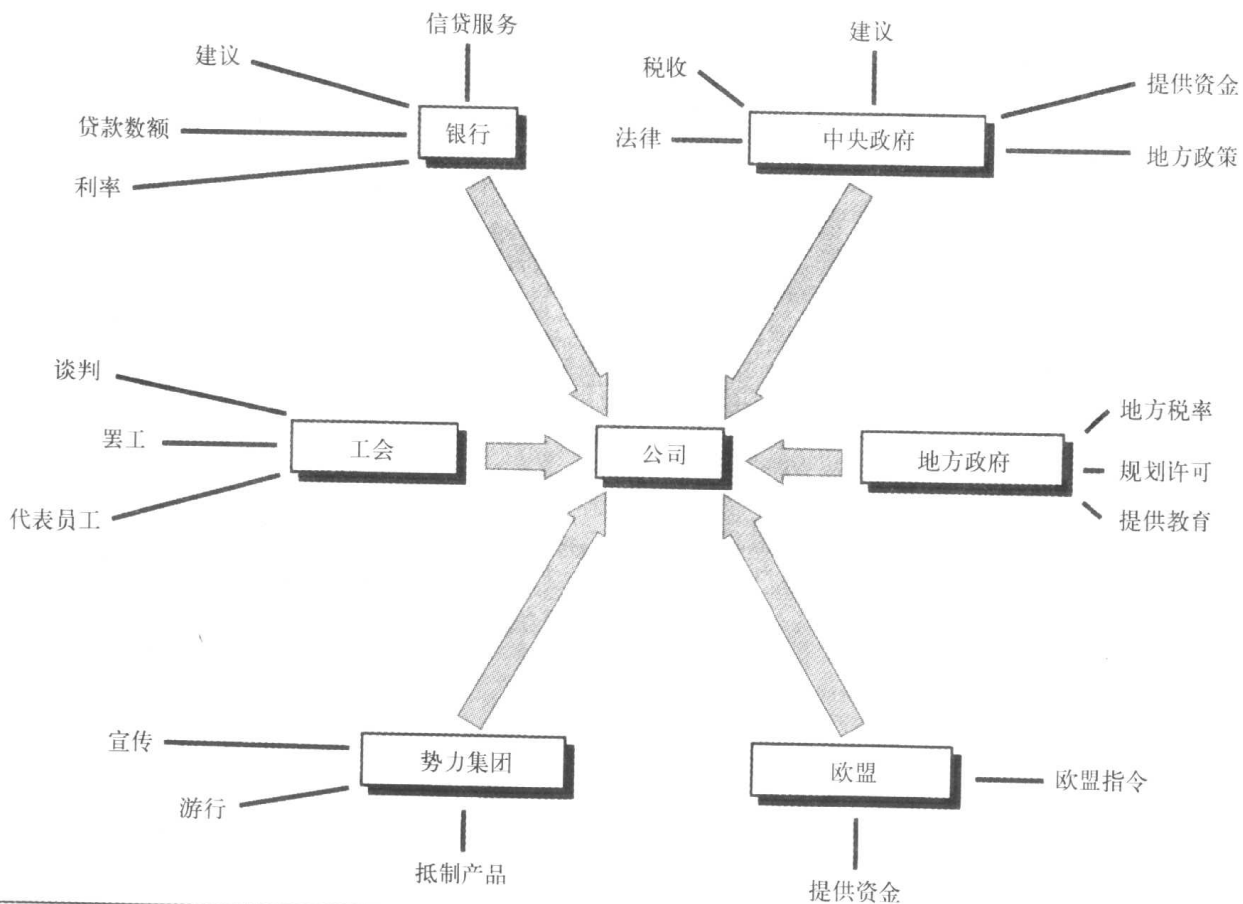 信贷服务
建议
建议
税收
提供资金
贷款数额
银行
法律
中央政府
地方政策
利率
谈判
地方税率
罢工
工会
公司
地方政府
规划许可
代表员工
提供教育
宣传
势力集团
欧盟
欧盟指令
游行
抵制产品
提供资金